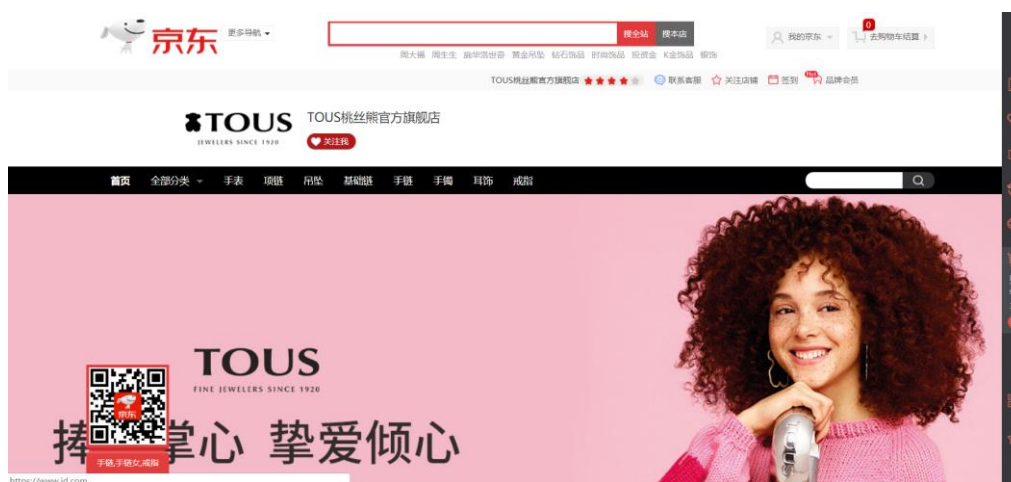 京东
更多导航
搜全站 搜本店
我的京东
0
去购物车结算
周大福 周生生 施华洛世奇 黄金吊坠 钻石饰品 时尚饰品 投资金 K金饰品 银饰
TOUS桃丝熊官方旗舰店 联系客服 关注店铺 签到 品牌会员
TOUS
JEWELERS SINCE 1920
TOUS桃丝熊官方旗舰店
关注我
首页 全部分类 手表 项链 吊坠 基础链 手链 手镯 耳饰 戒指
TOUS
FINE JEWELLERS SINCE 1920
京东
捧 掌心 挚爱倾心
手链,手链女,戒指
https://www.jd.com